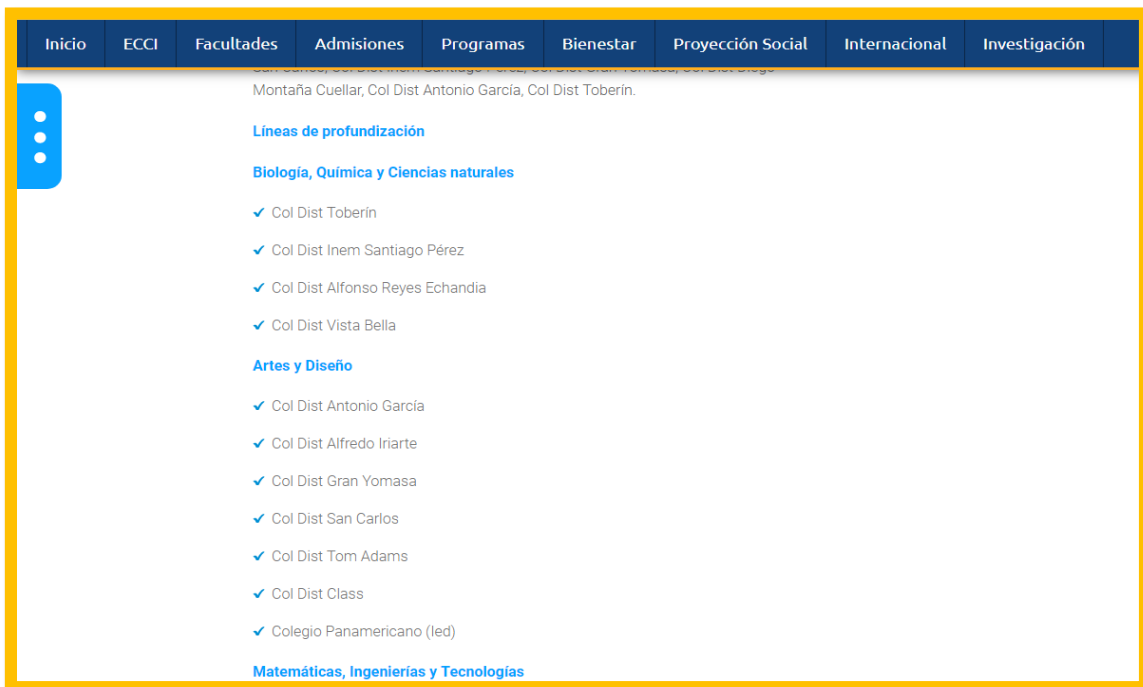 Inicio ECCI Facultades Admisiones Programas Bienestar Proyección Social Internacional Investigación
Montaña Cuellar, Col Dist Antonio García, Col Dist Toberín.
Líneas de profundización
Biología, Química y Ciencias naturales
Col Dist Toberín
Col Dist Inem Santiago Pérez
Col Dist Alfonso Reyes Echandia
Col Dist Vista Bella
Artes y Diseño
Col Dist Antonio García
Col Dist Alfredo Iriarte
Col Dist Gran Yomasa
Col Dist San Carlos
Col Dist Tom Adams
Col Dist Class
Colegio Panamericano (Ied)
Matemáticas, Ingenierías y Tecnologías